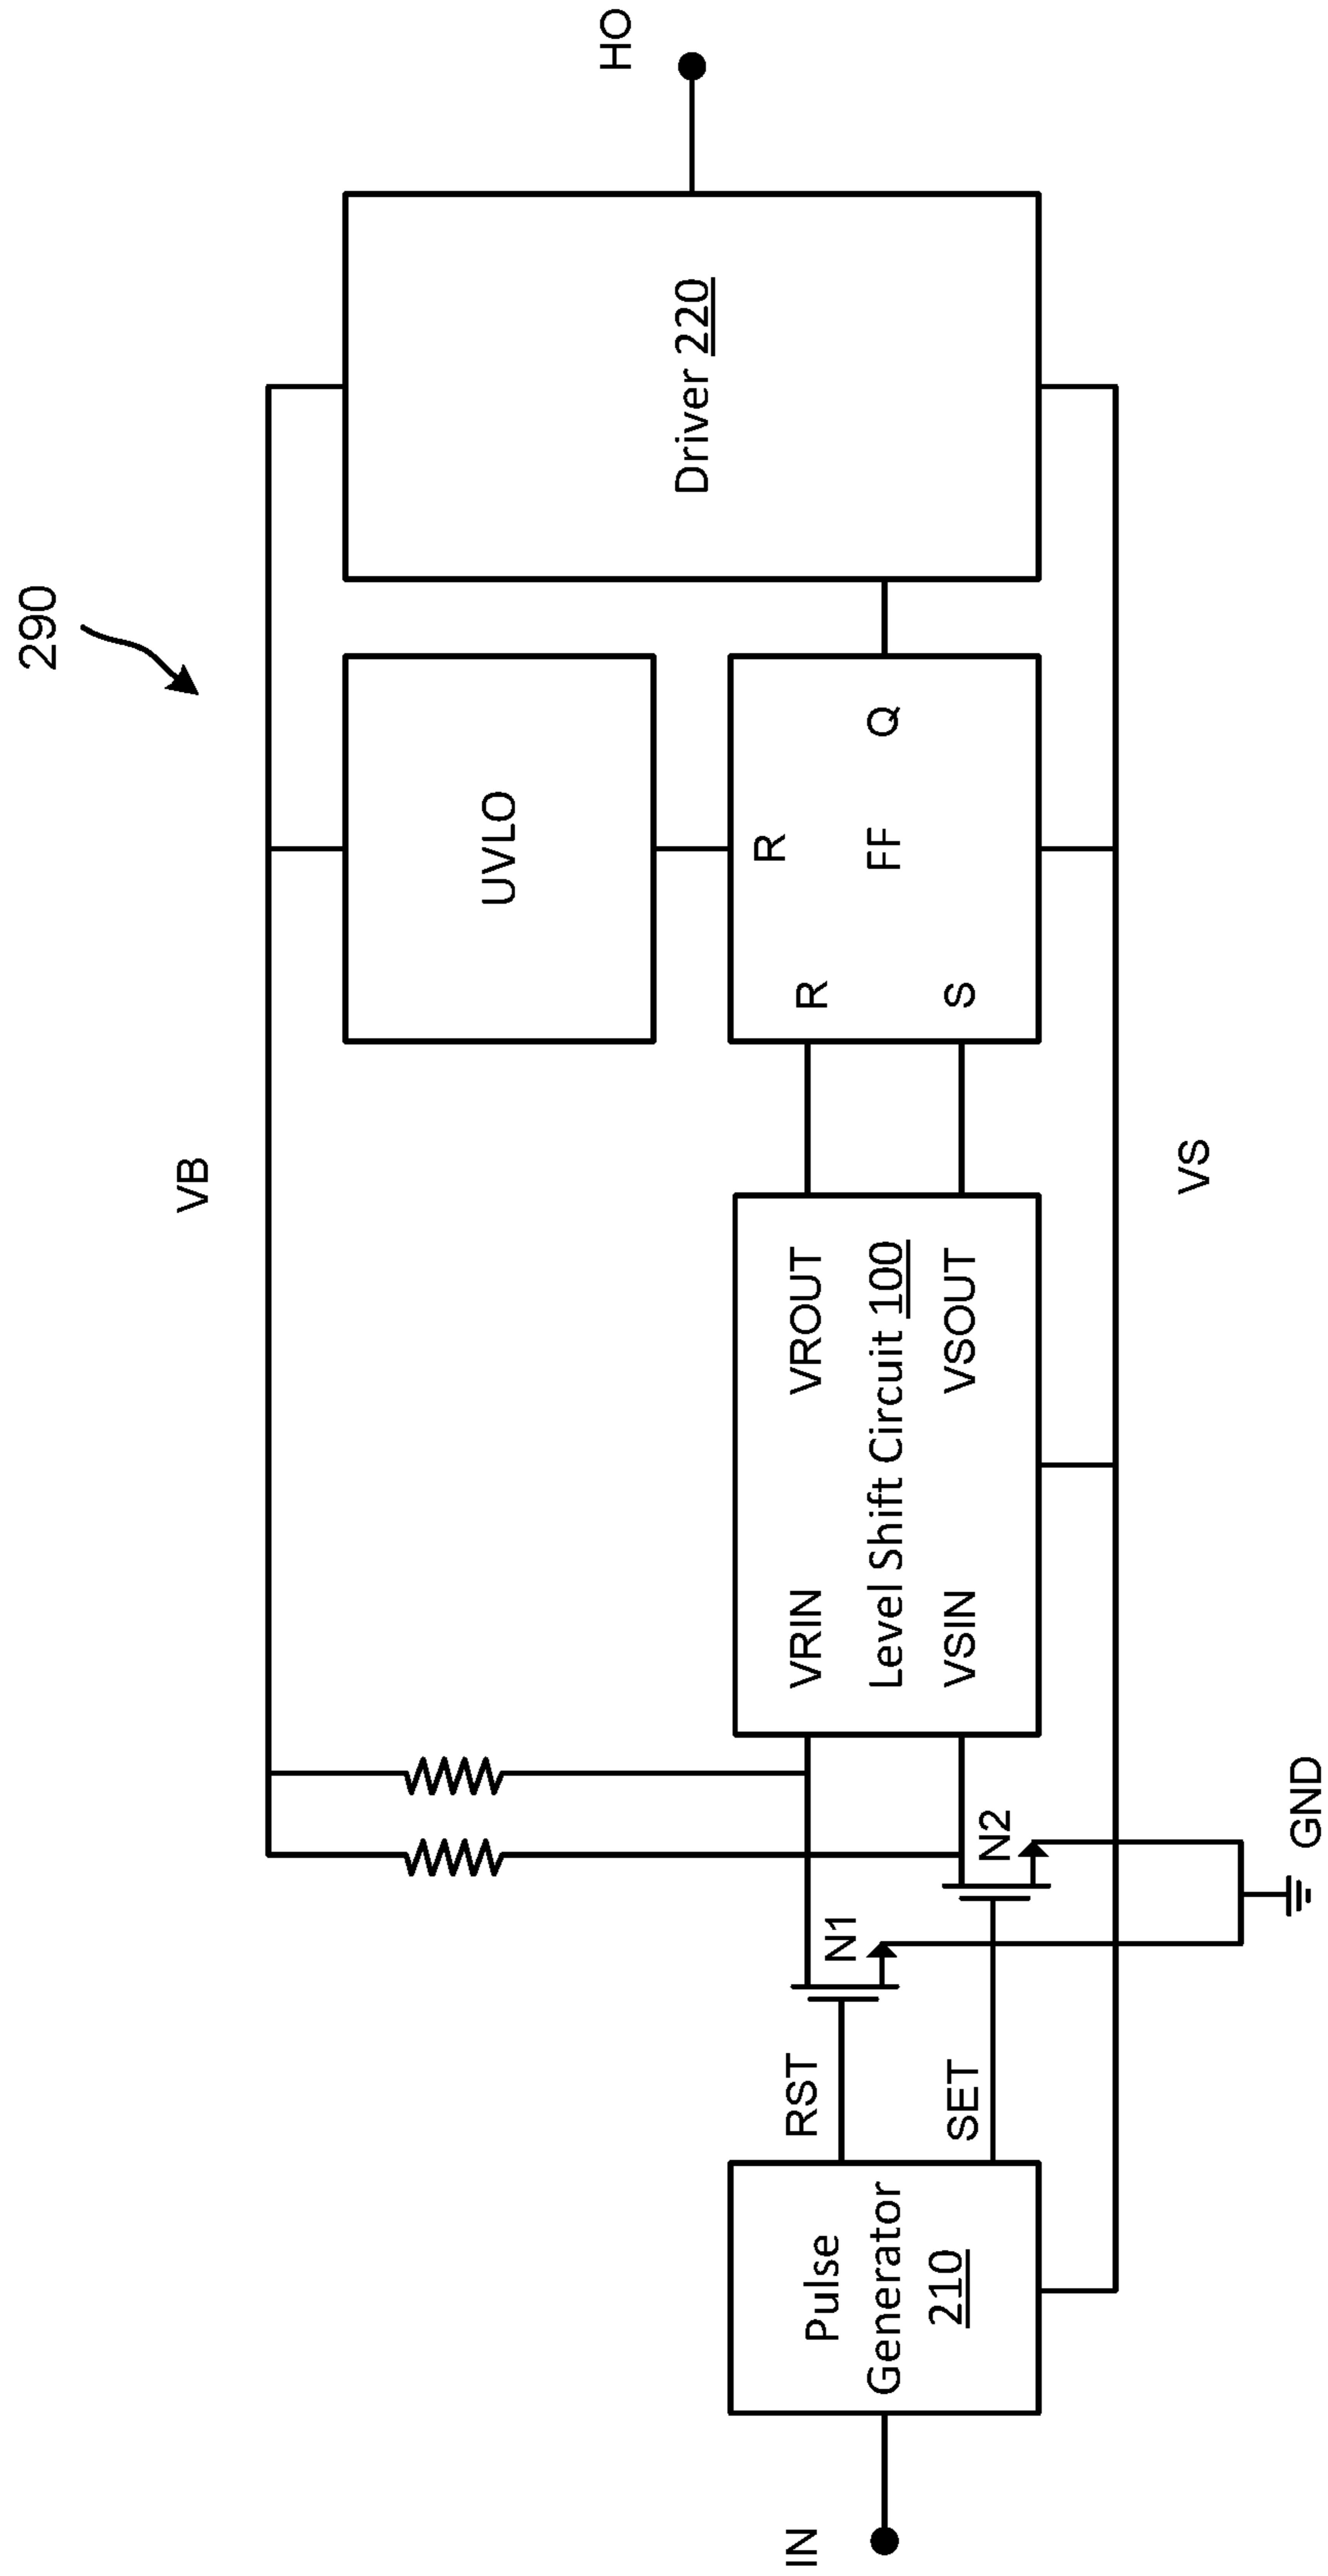 290
VB
HO
UVLO
Driver 220
R
R
FF
Q
S
VRIN
VROUT
Level Shift Circuit 100
VSIN
VSOUT
N1
N2
RST
SET
Pulse
Generator
210
IN
VS
GND